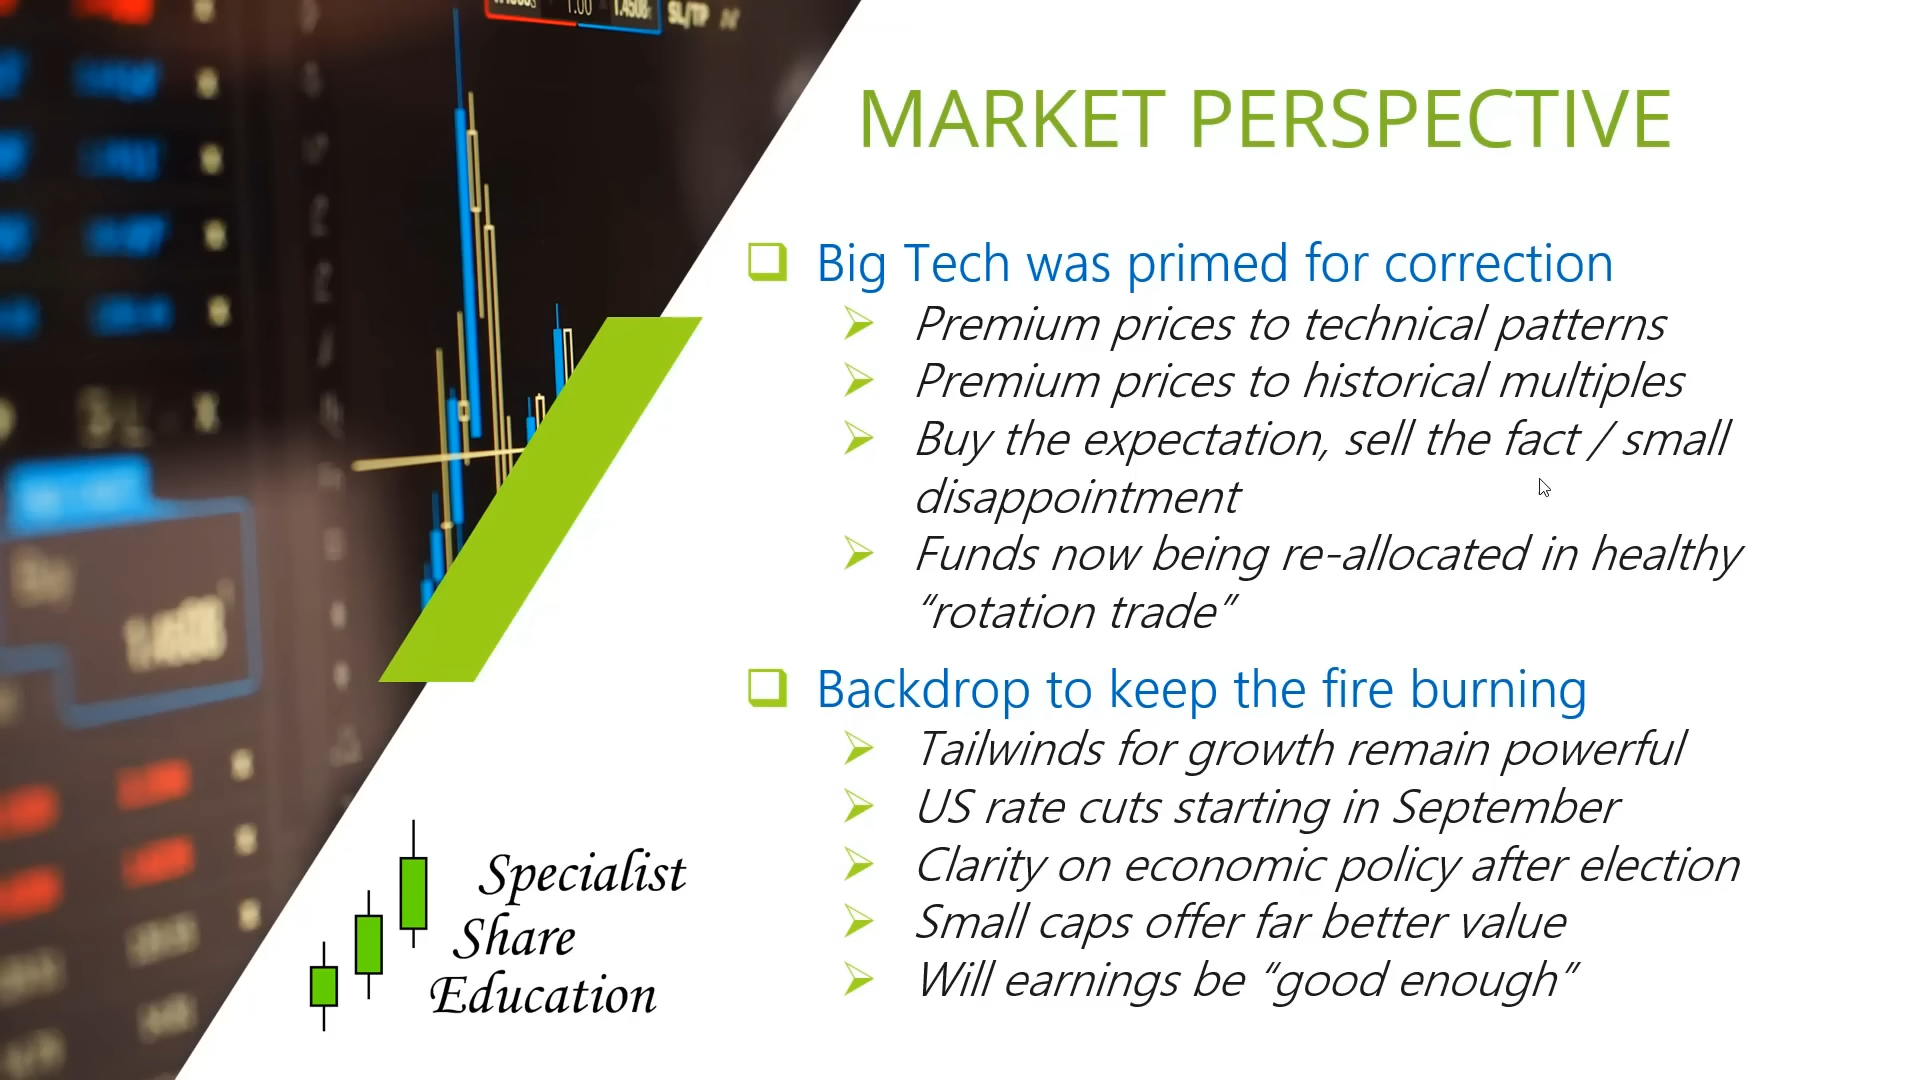 SL/TP
MARKET PERSPECTIVE
Big Tech was primed for correction
Premium prices to technical patterns
Premium prices to historical multiples
Buy the expectation, sell the fact / small
disappointment
Funds now being re-allocated in healthy
“rotation trade”
Backdrop to keep the fire burning
Tailwinds for growth remain powerful
US rate cuts starting in September
Clarity on economic policy after election
Small caps offer far better value
Will earnings be “good enough”
Specialist
Share
Education